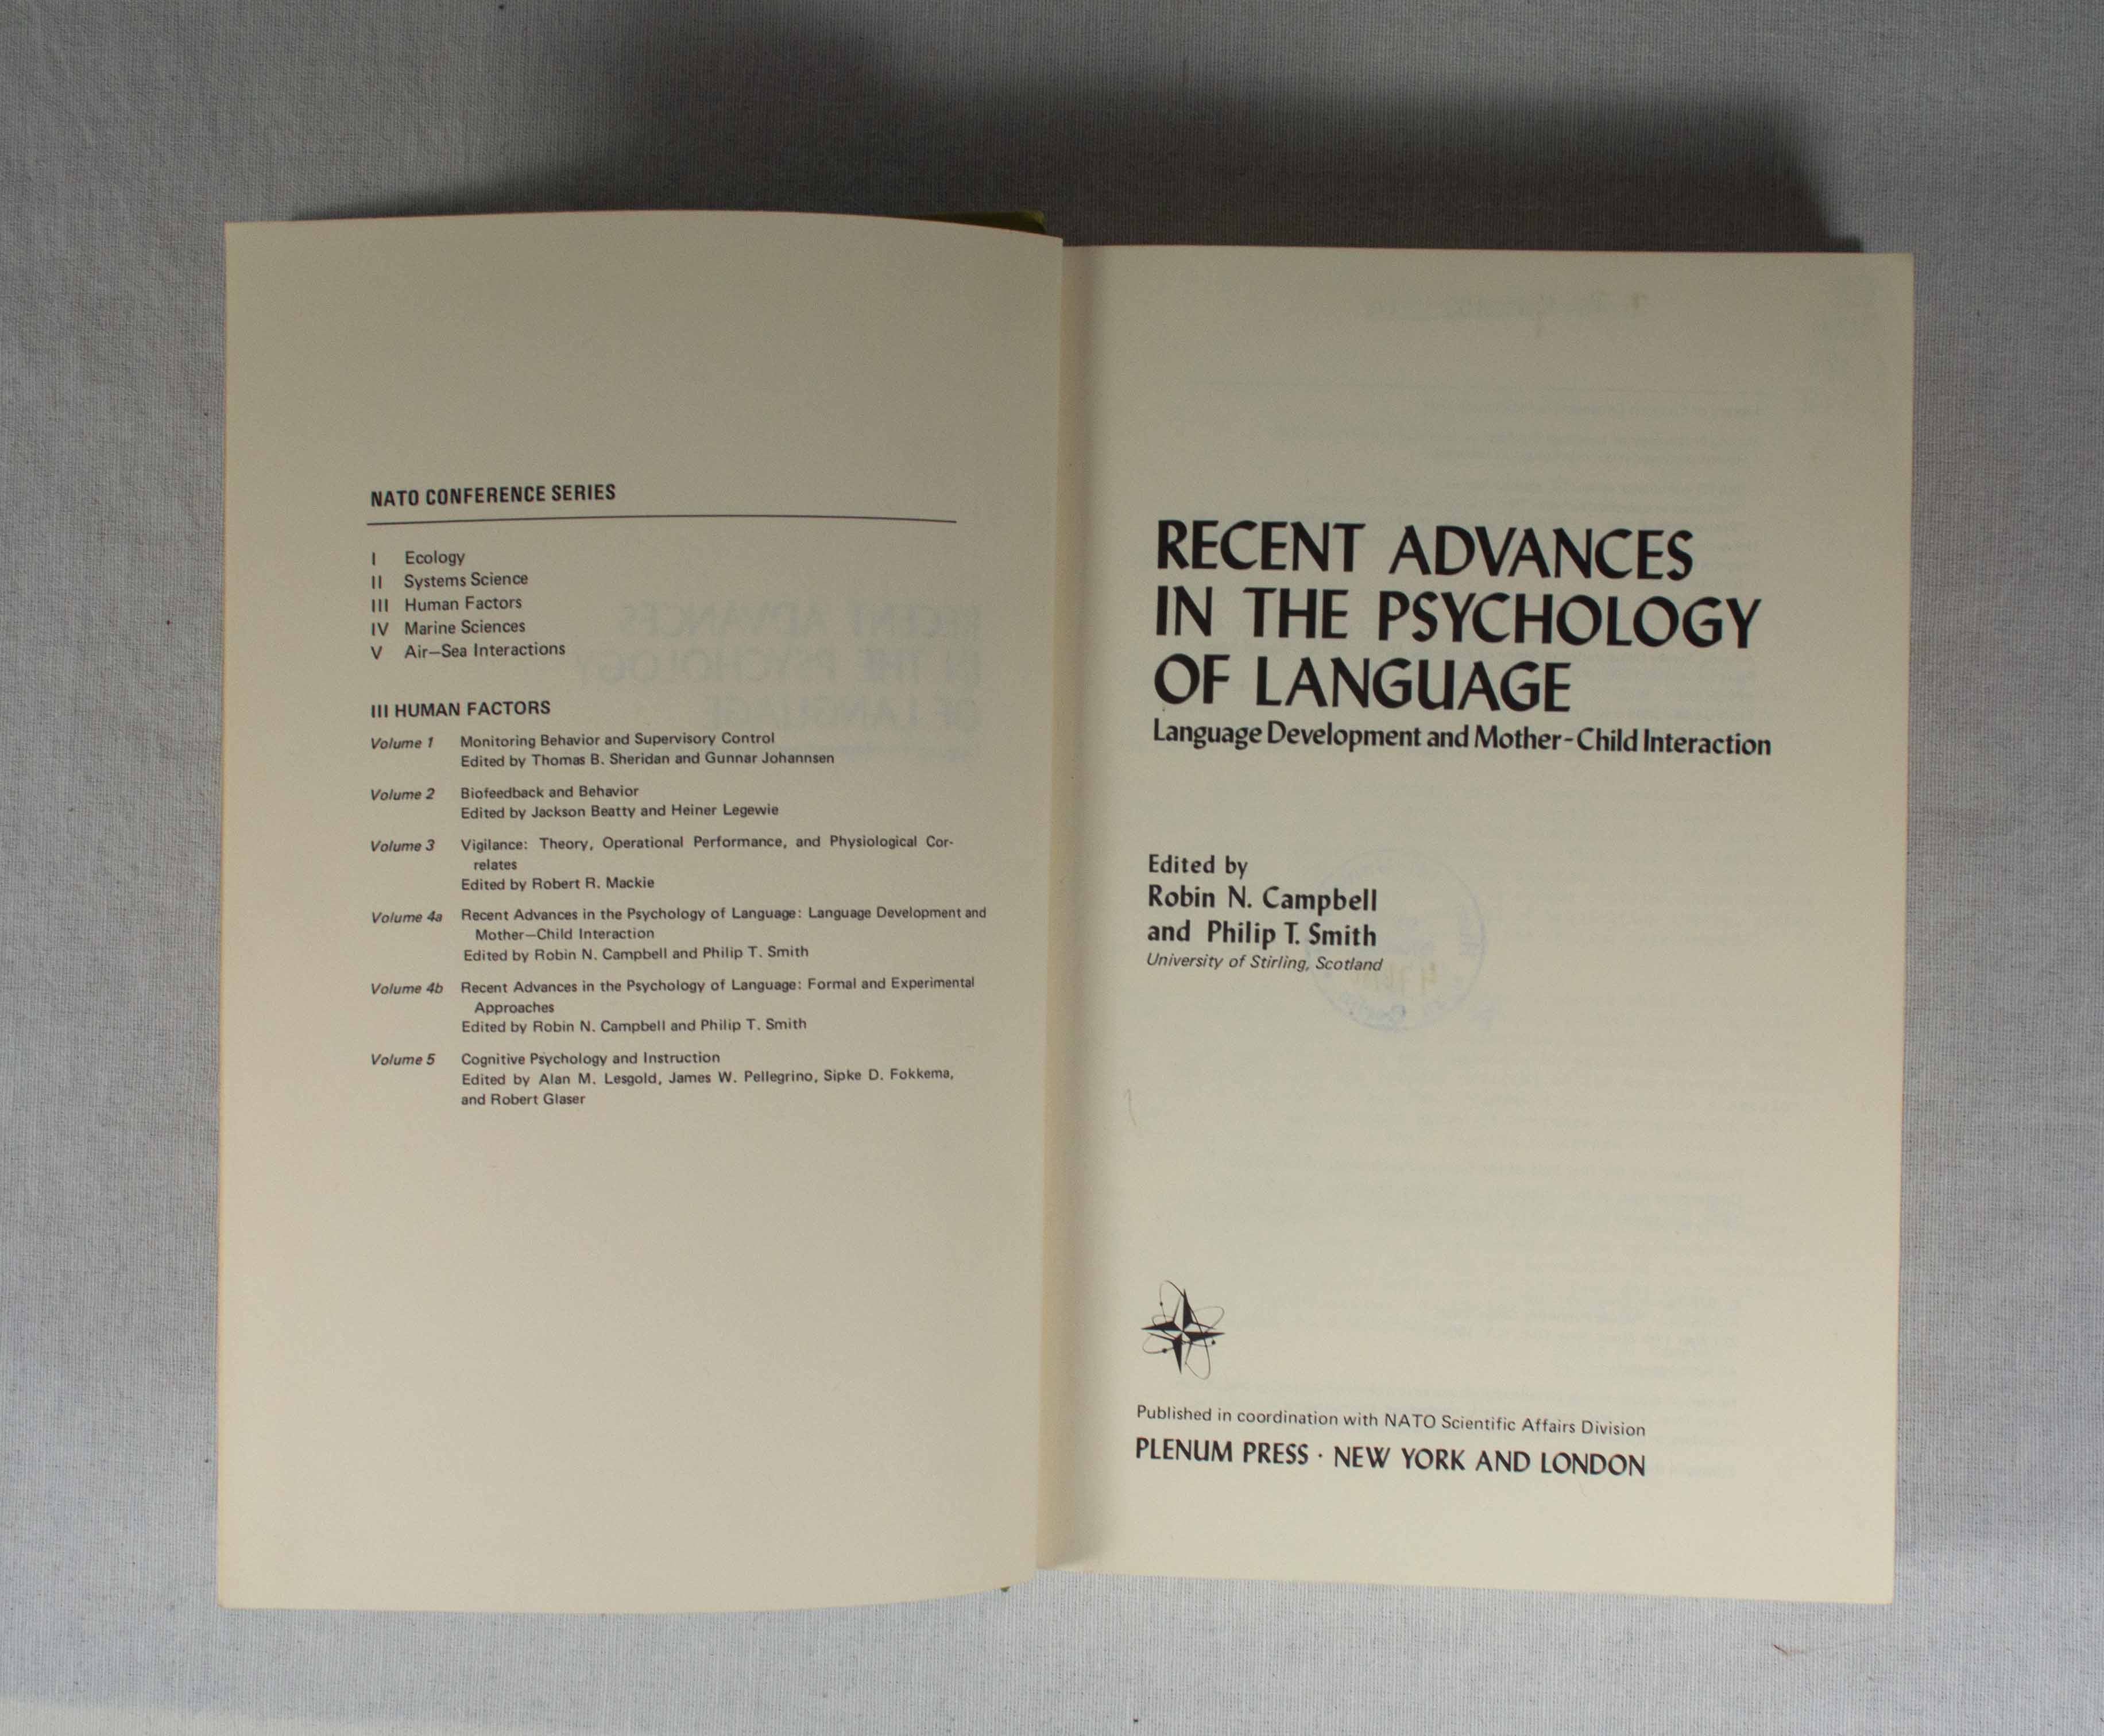 NATO CONFERENCE SERIES
I Ecology
II Systems Science
III Human Factors
IV Marine Sciences
V Air—Sea Interactions
III HUMAN FACTORS
Volume 1 Monitoring Behavior and Supervisory Control
Edited by Thomas B. Sheridan and Gunnar Johannsen
Volume 2 Biofeedback and Behavior
Edited by Jackson Beatty and Heiner Legewie
Volume 3 Vigilance: Theory, Operational Performance, and Physiological Cor-
relates
Edited by Robert R. Mackie
Volume 4a Recent Advances in the Psychology of Language: Language Development and
Mother—Child Interaction
Edited by Robin N. Campbell and Philip T. Smith
Volume 4b Recent Advances in the Psychology of Language: Formal and Experimental
Approaches
Edited by Robin N. Campbell and Philip T. Smith
Volume 5 Cognitive Psychology and Instruction
Edited by Alan M. Lesgold, James W. Pellegrino, Sipke D. Fokkema,
and Robert Glaser
RECENT ADVANCES
IN THE PSYCHOLOGY
OF LANGUAGE
Language Development and Mother-Child Interaction
Edited by
Robin N. Campbell
and Philip T. Smith
University of Stirling, Scotland
Published in coordination with NATO Scientific Affairs Division
PLENUM PRESS · NEW YORK AND LONDON